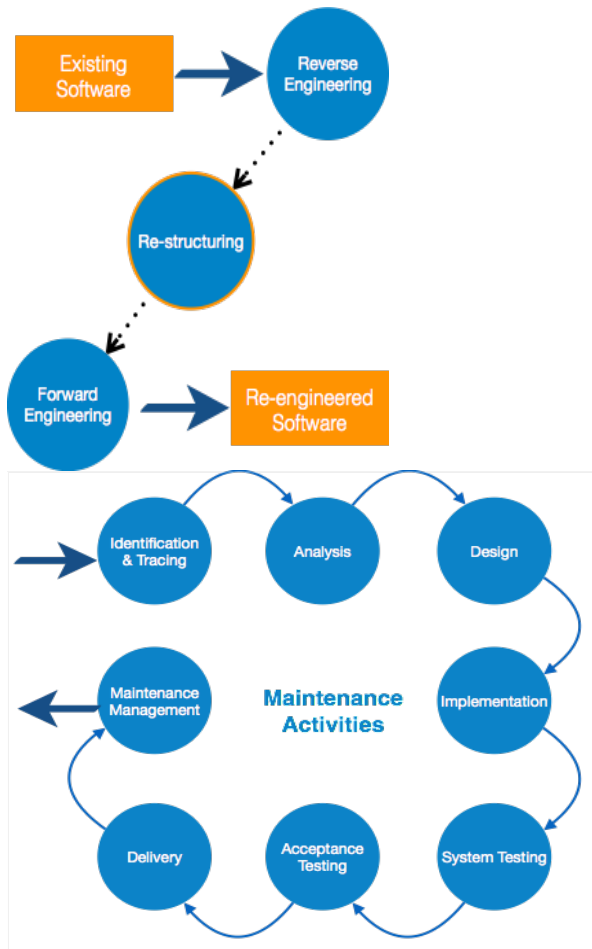 Existing
Software
Reverse
Engineering
Re-structuring
Forward
Engineering
Re-engineered
Software
Identification
& Tracing
Analysis
Design
Maintenance
Management
Maintenance
Activities
Implementation
Delivery
Acceptance
Testing
System Testing